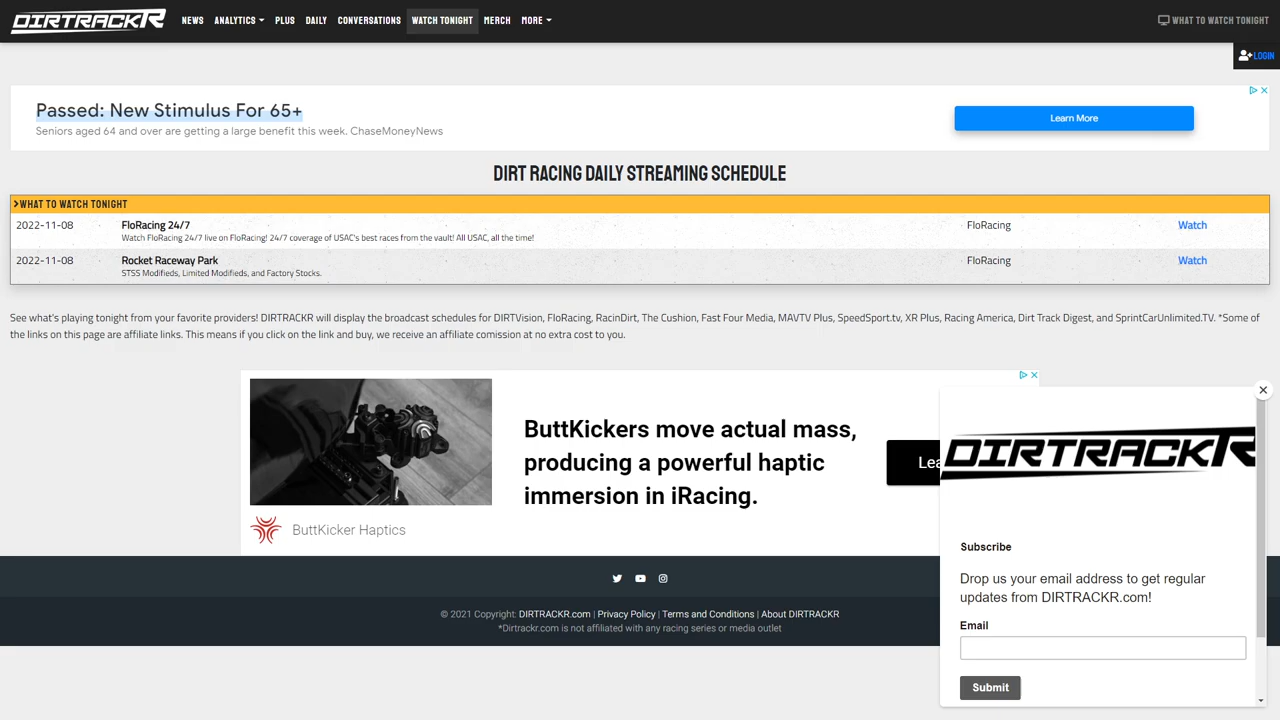 DIRTRACKR NEWS ANALYTICS PLUS DAILY CONVERSATIONS WATCH TONIGHT MERCH MORE WHAT TO WATCH TONIGHT
LOGIN
Passed: New Stimulus For 65+
Seniors aged 64 and over are getting a large benefit this week. ChaseMoneyNews
Learn More
DIRT RACING DAILY STREAMING SCHEDULE
>WHAT TO WATCH TONIGHT
2022-11-08 FloRacing 24/7 FloRacing Watch
Watch FloRacing 24/7 live on FloRacing! 24/7 coverage of USAC's best races from the vault! All USAC, all the time!
2022-11-08 Rocket Raceway Park FloRacing Watch
STSS Modifieds, Limited Modifieds, and Factory Stocks.
See what's playing tonight from your favorite providers! DIRTRACKR will display the broadcast schedules for DIRTVision, FloRacing, RacinDirt, The Cushion, Fast Four Media, MAVTV Plus, SpeedSport.tv, XR Plus, Racing America, Dirt Track Digest, and SprintCarUnlimited.TV. *Some of
the links on this page are affiliate links. This means if you click on the link and buy, we receive an affiliate comission at no extra cost to you.
ButtKickers move actual mass,
producing a powerful haptic
immersion in iRacing.
Lea
ButtKicker Haptics
DIRTRACKR
Subscribe
Drop us your email address to get regular
updates from DIRTRACKR.com!
Email
Submit
© 2021 Copyright: DIRTRACKR.com | Privacy Policy | Terms and Conditions | About DIRTRACKR
*Dirtrackr.com is not affiliated with any racing series or media outlet